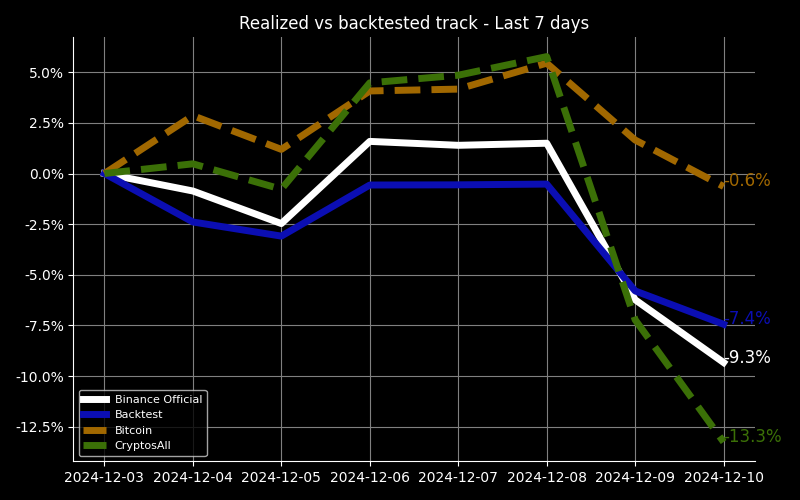 Realized vs backtested track - Last 7 days
5.0%
2.5%
0.0%
-2.5%
-5.0%
-7.5%
-10.0%
-12.5%
-0.6%
-7.4%
-9.3%
-13.3%
Binance Official
Backtest
Bitcoin
CryptosAll
2024-12-03 2024-12-04 2024-12-05 2024-12-06 2024-12-07 2024-12-08 2024-12-09 2024-12-10